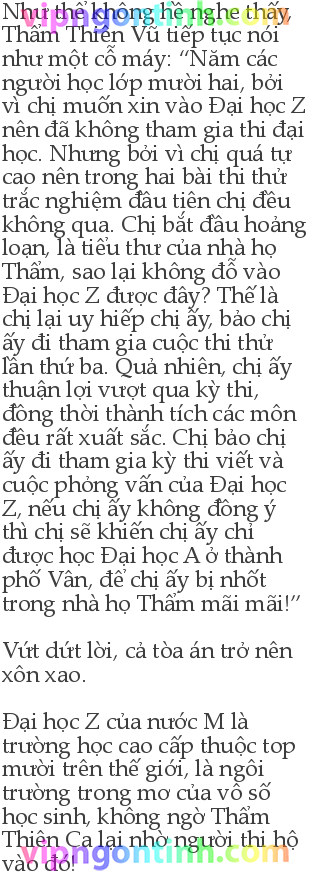 Như thể không hề nghe thấy,
Thẩm Thiên Vũ tiếp tục nói
như một cỗ máy: “Năm các
người học lớp mười hai, bởi
vì chị muốn xin vào Đại học Z
nên đã không tham gia thi đại
học. Nhưng bởi vì chị quá tự
cao nên trong hai bài thi thử
trắc nghiệm đầu tiên chị đều
không qua. Chị bắt đầu hoảng
loạn, là tiểu thư của nhà họ
Thẩm, sao lại không đỗ vào
Đại học Z được đây? Thế là
chị lại uy hiếp chị ấy, bảo chị
ấy đi tham gia cuộc thi thử
lần thứ ba. Quả nhiên, chị ấy
thuận lợi vượt qua kỳ thi,
đồng thời thành tích các môn
đều rất xuất sắc. Chị bảo chị
ấy đi tham gia kỳ thi viết và
cuộc phỏng vấn của Đại học
Z, nếu chị ấy không đồng ý
thì chị sẽ khiến chị ấy chỉ
được học Đại học A ở thành
phố Vân, để chị ấy bị nhốt
trong nhà họ Thẩm mãi mãi!”
Vứt dứt lời, cả tòa án trở nên
xôn xao.
Đại học Z của nước M là
trường học cao cấp thuộc top
mười trên thế giới, là ngôi
trường trong mơ của vô số
học sinh, không ngờ Thẩm
Thiên Ca lại nhờ người thi hộ
vào đó!
vipngontinh.com
vipngontinh.com